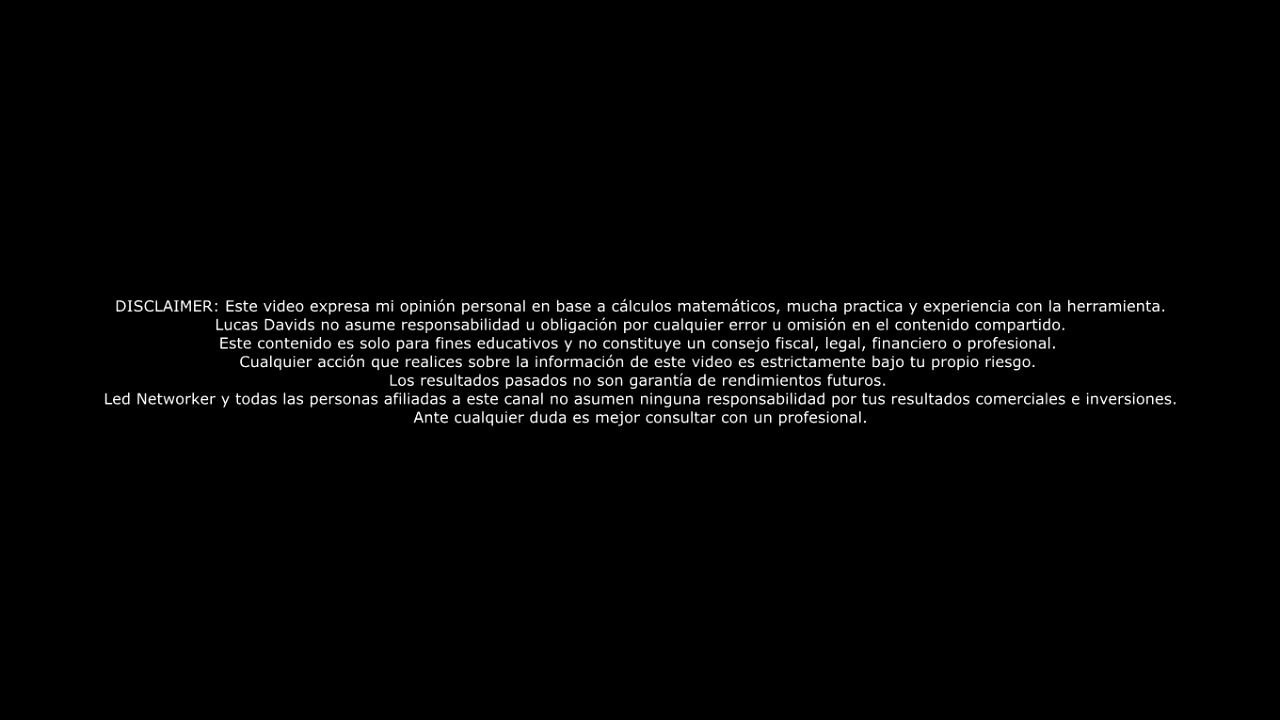 DISCLAIMER: Este video expresa mi opinión personal en base a cálculos matemáticos, mucha practica y experiencia con la herramienta.
Lucas Davids no asume responsabilidad u obligación por cualquier error u omisión en el contenido compartido.
Este contenido es solo para fines educativos y no constituye un consejo fiscal, legal, financiero o profesional.
Cualquier acción que realices sobre la información de este video es estrictamente bajo tu propio riesgo.
Los resultados pasados no son garantía de rendimientos futuros.
Led Networker y todas las personas afiliadas a este canal no asumen ninguna responsabilidad por tus resultados comerciales e inversiones.
Ante cualquier duda es mejor consultar con un profesional.